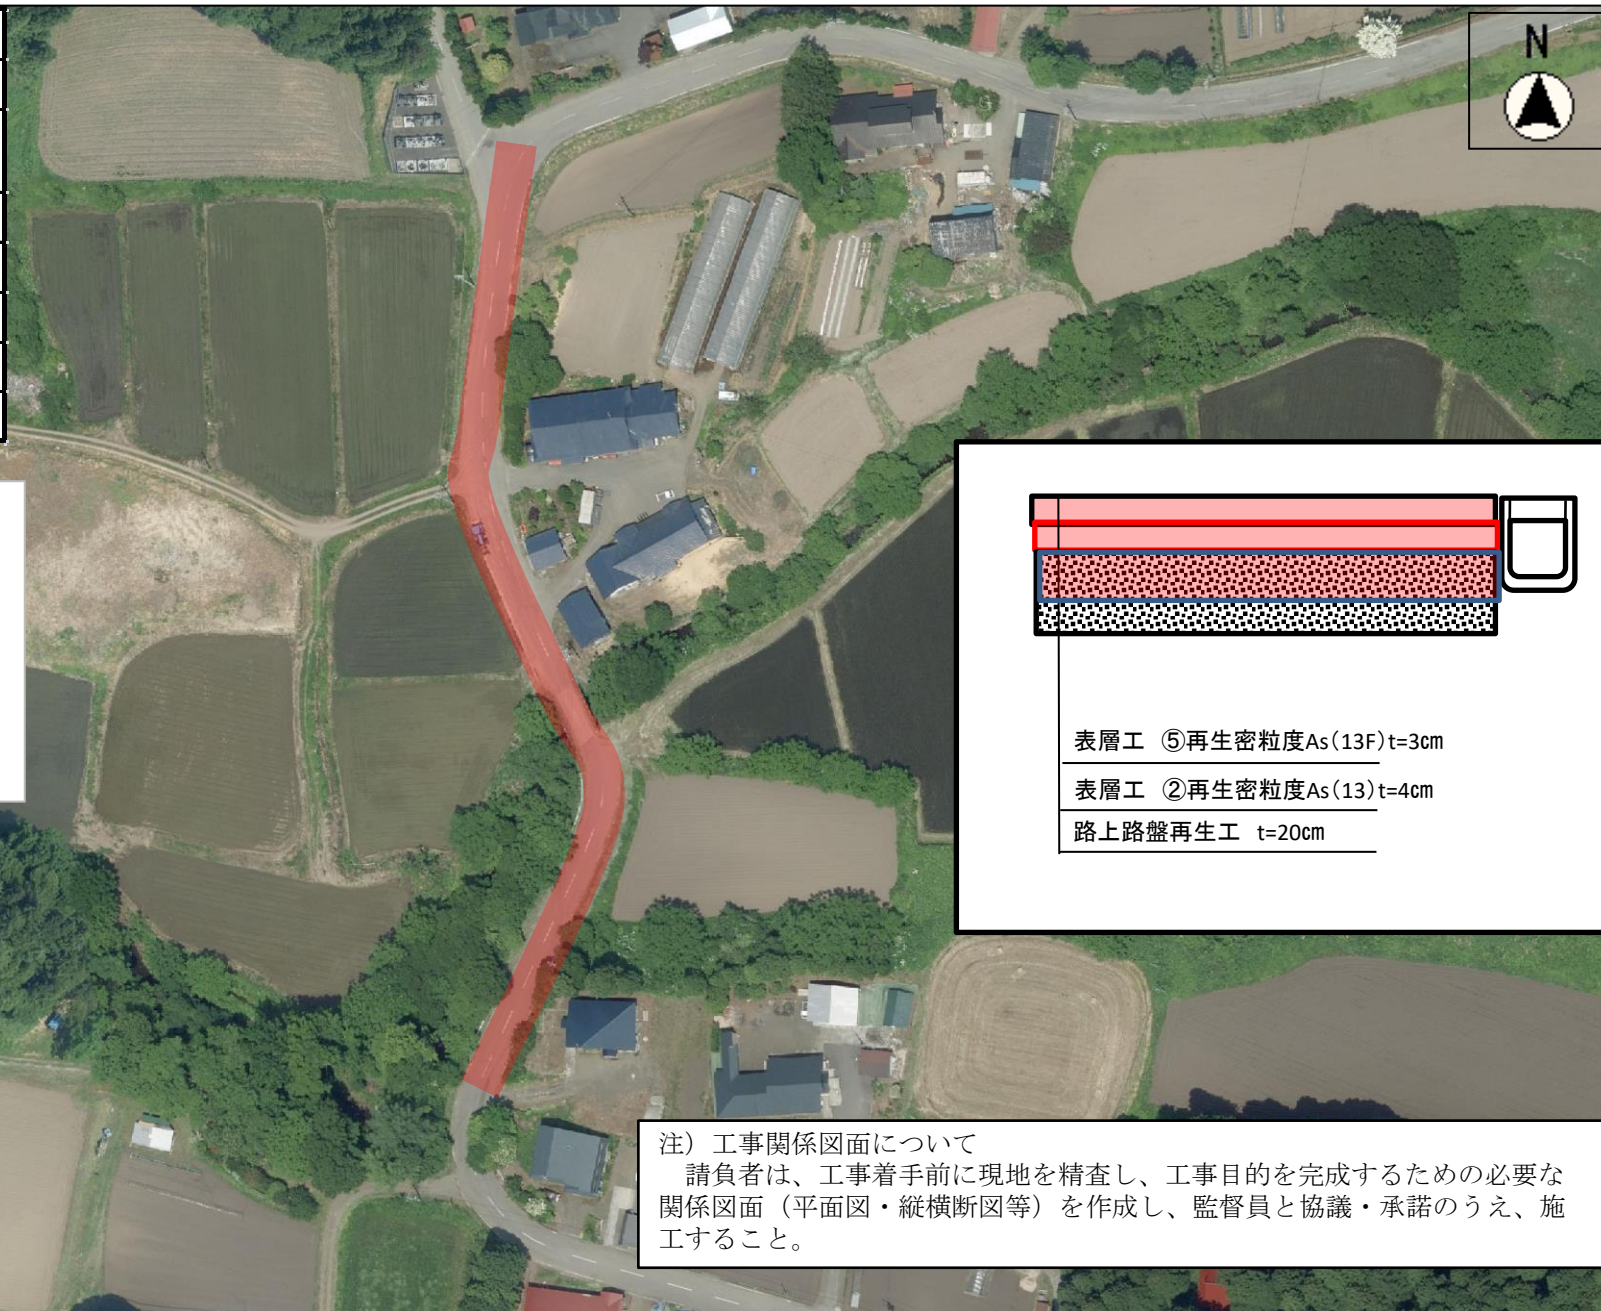 N
表層工 ⑤再生密粒度As(13F)t=3㎝
表層工 ②再生密粒度As(13)t=4㎝
路上路盤再生工 t=20㎝
注）工事関係図面について
　請負者は、工事着手前に現地を精査し、工事目的を完成するための必要な
関係図面（平面図・縦横断図等）を作成し、監督員と協議・承諾のうえ、施
工すること。